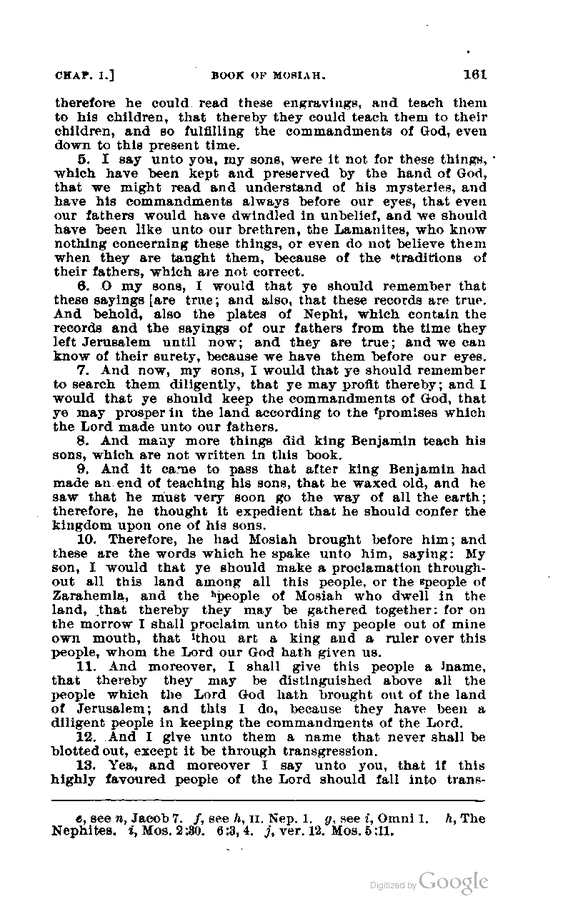 CHAP. I.] BOOK OF MOSIAH. 161
therefore he could read these engravings, and teach them
to his children, that thereby they could teach them to their
children, and so fulfilling the commandments of God, even
down to this present time.
5. I say unto you, my sons, were it not for these things,
which have been kept and preserved by the hand of God,
that we might read and understand of his mysteries, and
have his commandments always before our eyes, that even
our fathers would have dwindled in unbelief, and we should
have been like unto our brethren, the Lamanites, who know
nothing concerning these things, or even do not believe them
when they are taught them, because of the ᵉtraditions of
their fathers, which are not correct.
6. O my sons, I would that ye should remember that
these sayings [are true; and also, that these records are true.
And behold, also the plates of Nephi, which contain the
records and the sayings of our fathers from the time they
left Jerusalem until now; and they are true; and we can
know of their surety, because we have them before our eyes.
7. And now, my sons, I would that ye should remember
to search them diligently, that ye may profit thereby; and I
would that ye should keep the commandments of God, that
ye may prosper in the land according to the ᶠpromises which
the Lord made unto our fathers.
8. And many more things did king Benjamin teach his
sons, which are not written in this book.
9. And it came to pass that after king Benjamin had
made an end of teaching his sons, that he waxed old, and he
saw that he must very soon go the way of all the earth;
therefore, he thought it expedient that he should confer the
kingdom upon one of his sons.
10. Therefore, he had Mosiah brought before him; and
these are the words which he spake unto him, saying: My
son, I would that ye should make a proclamation through-
out all this land among all this people, or the ᵍpeople of
Zarahemla, and the ʰpeople of Mosiah who dwell in the
land, that thereby they may be gathered together: for on
the morrow I shall proclaim unto this my people out of mine
own mouth, that ⁱthou art a king and a ruler over this
people, whom the Lord our God hath given us.
11. And moreover, I shall give this people a ʲname,
that thereby they may be distinguished above all the
people which the Lord God hath brought out of the land
of Jerusalem; and this I do, because they have been a
diligent people in keeping the commandments of the Lord.
12. And I give unto them a name that never shall be
blotted out, except it be through transgression.
13. Yea, and moreover I say unto you, that if this
highly favoured people of the Lord should fall into trans-
e, see n, Jacob 7. f, see h, II. Nep. 1. g, see i, Omni 1. h, The
Nephites. i, Mos. 2:30. 6:3, 4. j, ver. 12. Mos. 5:11.
Digitized by Google